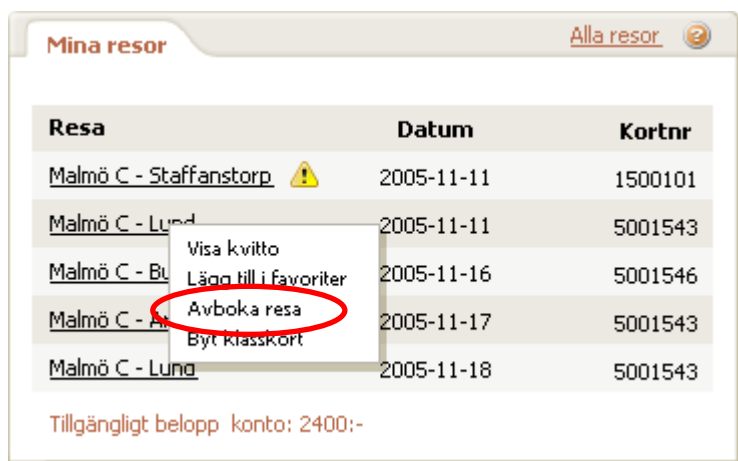 Mina resor
Alla resor
Resa Datum Kortnr
Malmö C - Staffanstorp 2005-11-11 1500101
Malmö C - Lund 2005-11-11 5001543
Malmö C - 2005-11-16 5001546
Malmö C - 2005-11-17 5001543
Malmö C - Lund 2005-11-18 5001543
Visa kvitto
Lägg till i favoriter
Avboka resa
Byt klasskort
Tillgängligt belopp konto: 2400:-